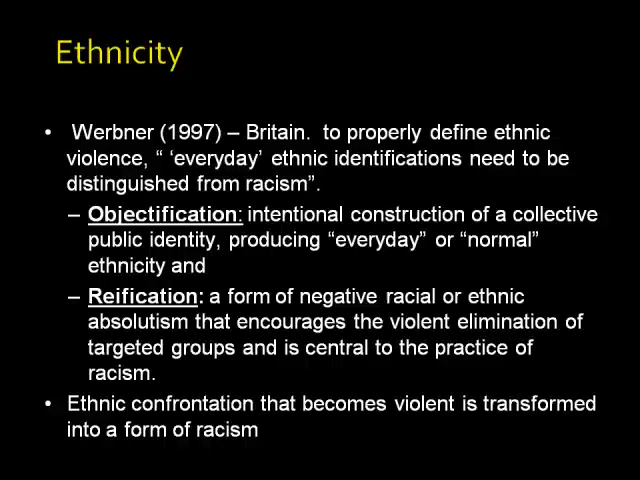 Ethnicity
• Werbner (1997) – Britain. to properly define ethnic
violence, “ ‘everyday’ ethnic identifications need to be
distinguished from racism”.
– Objectification: intentional construction of a collective
public identity, producing “everyday” or “normal”
ethnicity and
– Reification: a form of negative racial or ethnic
absolutism that encourages the violent elimination of
targeted groups and is central to the practice of
racism.
• Ethnic confrontation that becomes violent is transformed
into a form of racism